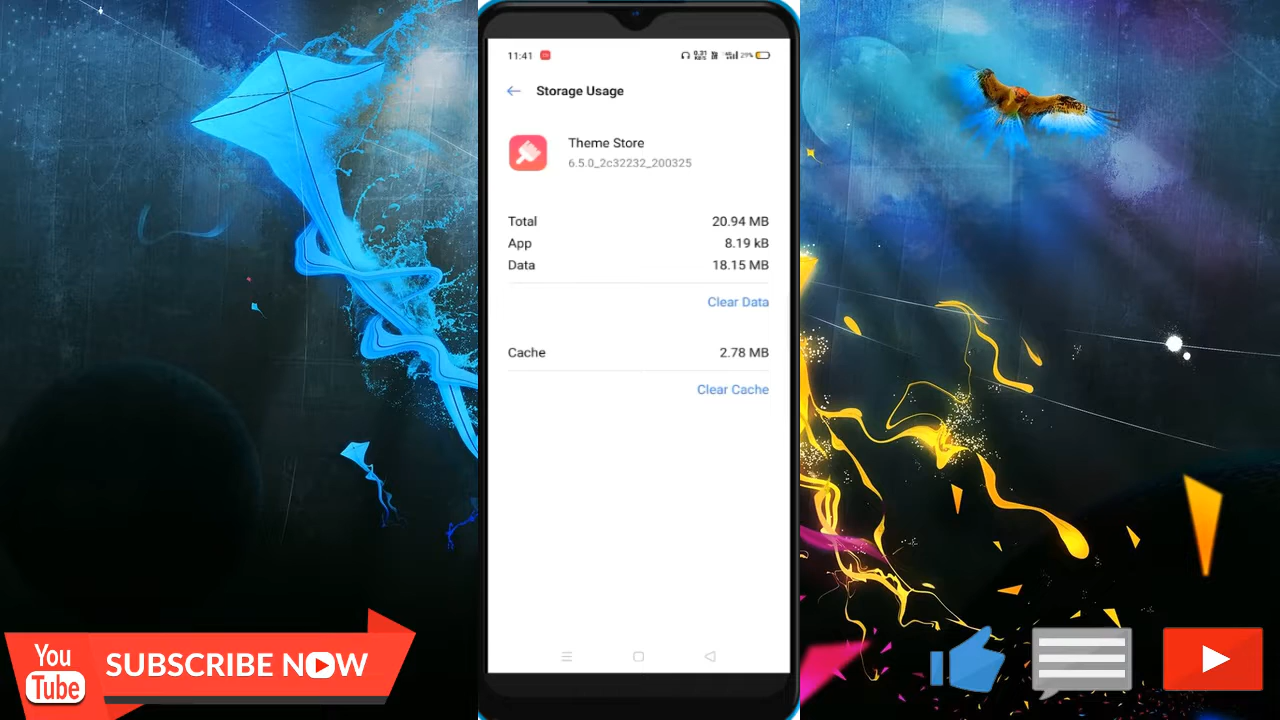 11:41
29%
Storage Usage
Theme Store
6.5.0_2c32232_200325
Total 20.94 MB
App 8.19 kB
Data 18.15 MB
Clear Data
Cache 2.78 MB
Clear Cache
You
Tube
SUBSCRIBE NOW